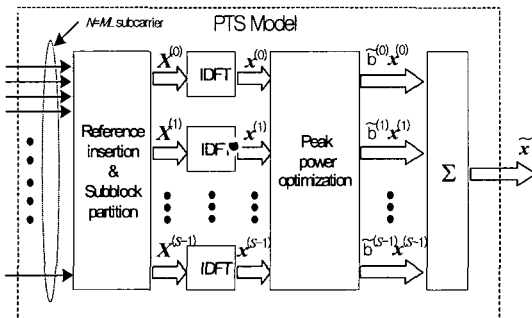 N=ML subcarrier
PTS Model
X^(0)
IDFT
x^(0)
b̃^(0) x^(0)
Reference
insertion
&
Subblock
partition
X^(1)
IDFT
x^(1)
Peak
power
optimization
b̃^(1) x^(1)
Σ
x̃
X^(S-1)
IDFT
x^(S-1)
b̃^(S-1) x^(S-1)